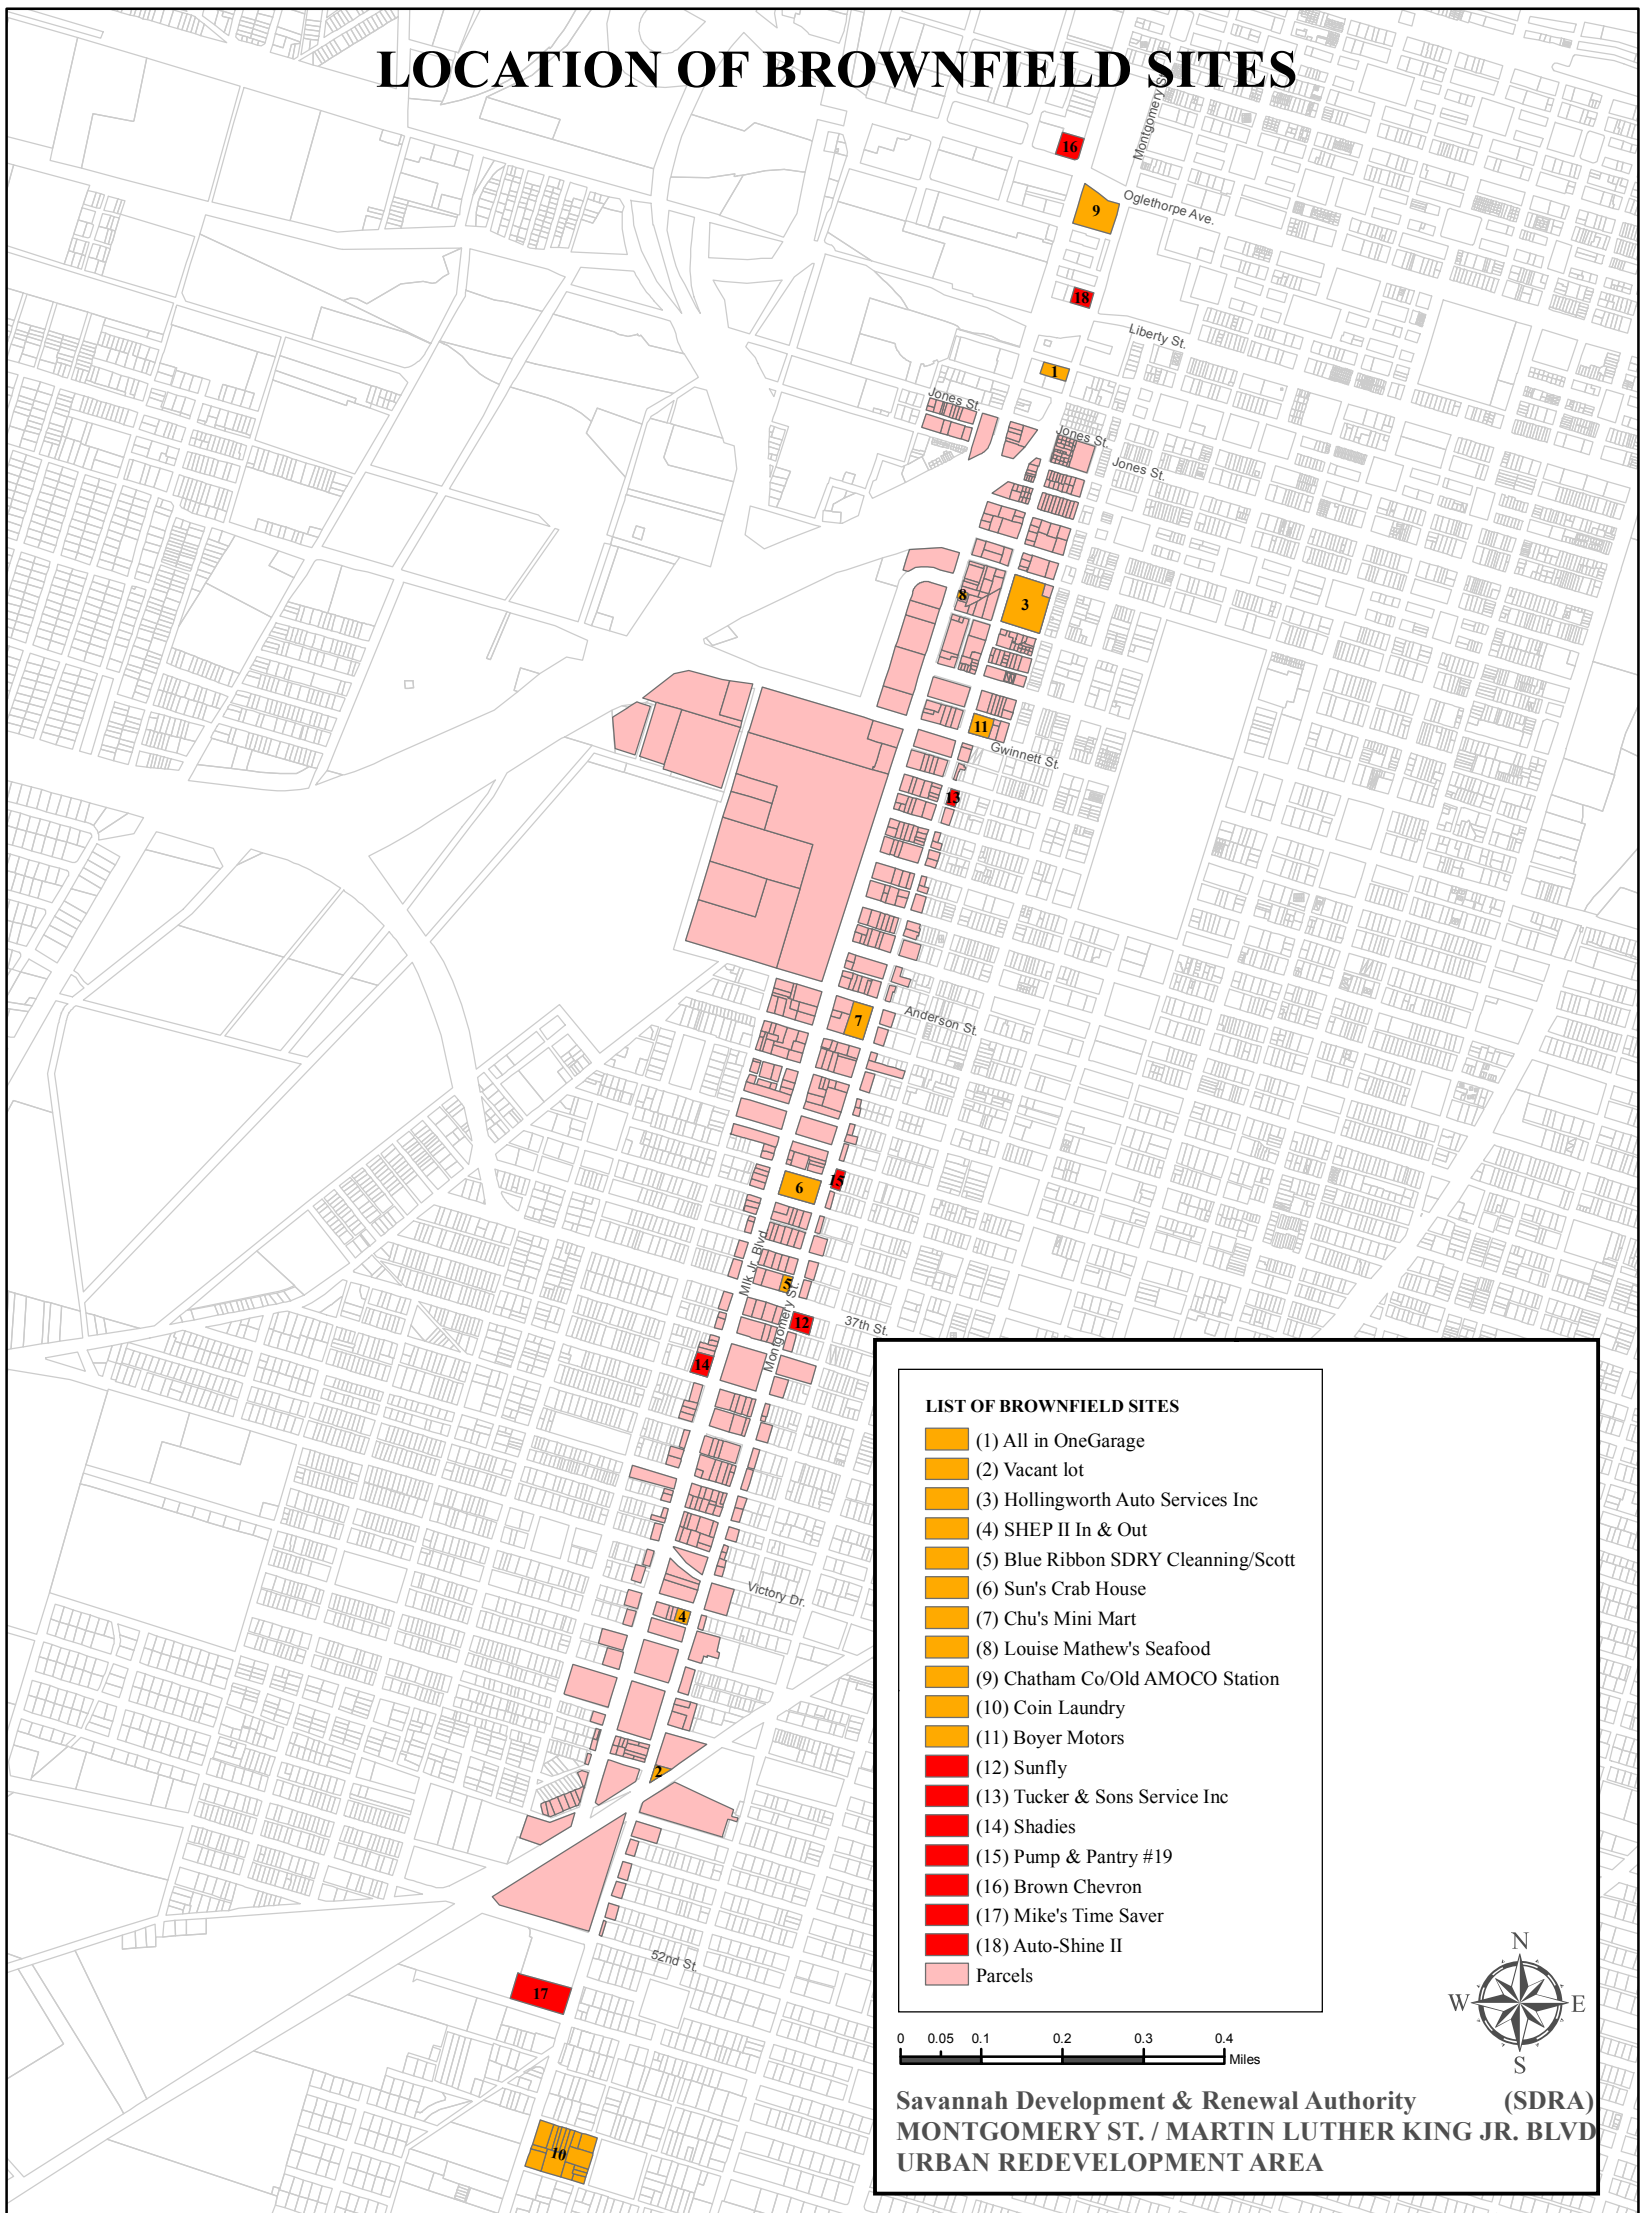 LOCATION OF BROWNFIELD SITES
Montgomery St.
16
9
Oglethorpe Ave.
18
Liberty St.
1
Jones St.
Jones St.
Jones St.
8
3
11
Gwinnett St.
13
7
Anderson St.
15
6
Mlk Jr. Blvd.
5
Montgomery St.
12
37th St.
14
Victory Dr.
4
2
52nd St.
17
10
LIST OF BROWNFIELD SITES
(1) All in OneGarage
(2) Vacant lot
(3) Hollingworth Auto Services Inc
(4) SHEP II In & Out
(5) Blue Ribbon SDRY Cleanning/Scott
(6) Sun's Crab House
(7) Chu's Mini Mart
(8) Louise Mathew's Seafood
(9) Chatham Co/Old AMOCO Station
(10) Coin Laundry
(11) Boyer Motors
(12) Sunfly
(13) Tucker & Sons Service Inc
(14) Shadies
(15) Pump & Pantry #19
(16) Brown Chevron
(17) Mike's Time Saver
(18) Auto-Shine II
Parcels
N
W E
S
0 0.05 0.1 0.2 0.3 0.4
Miles
Savannah Development & Renewal Authority (SDRA)
MONTGOMERY ST. / MARTIN LUTHER KING JR. BLVD
URBAN REDEVELOPMENT AREA